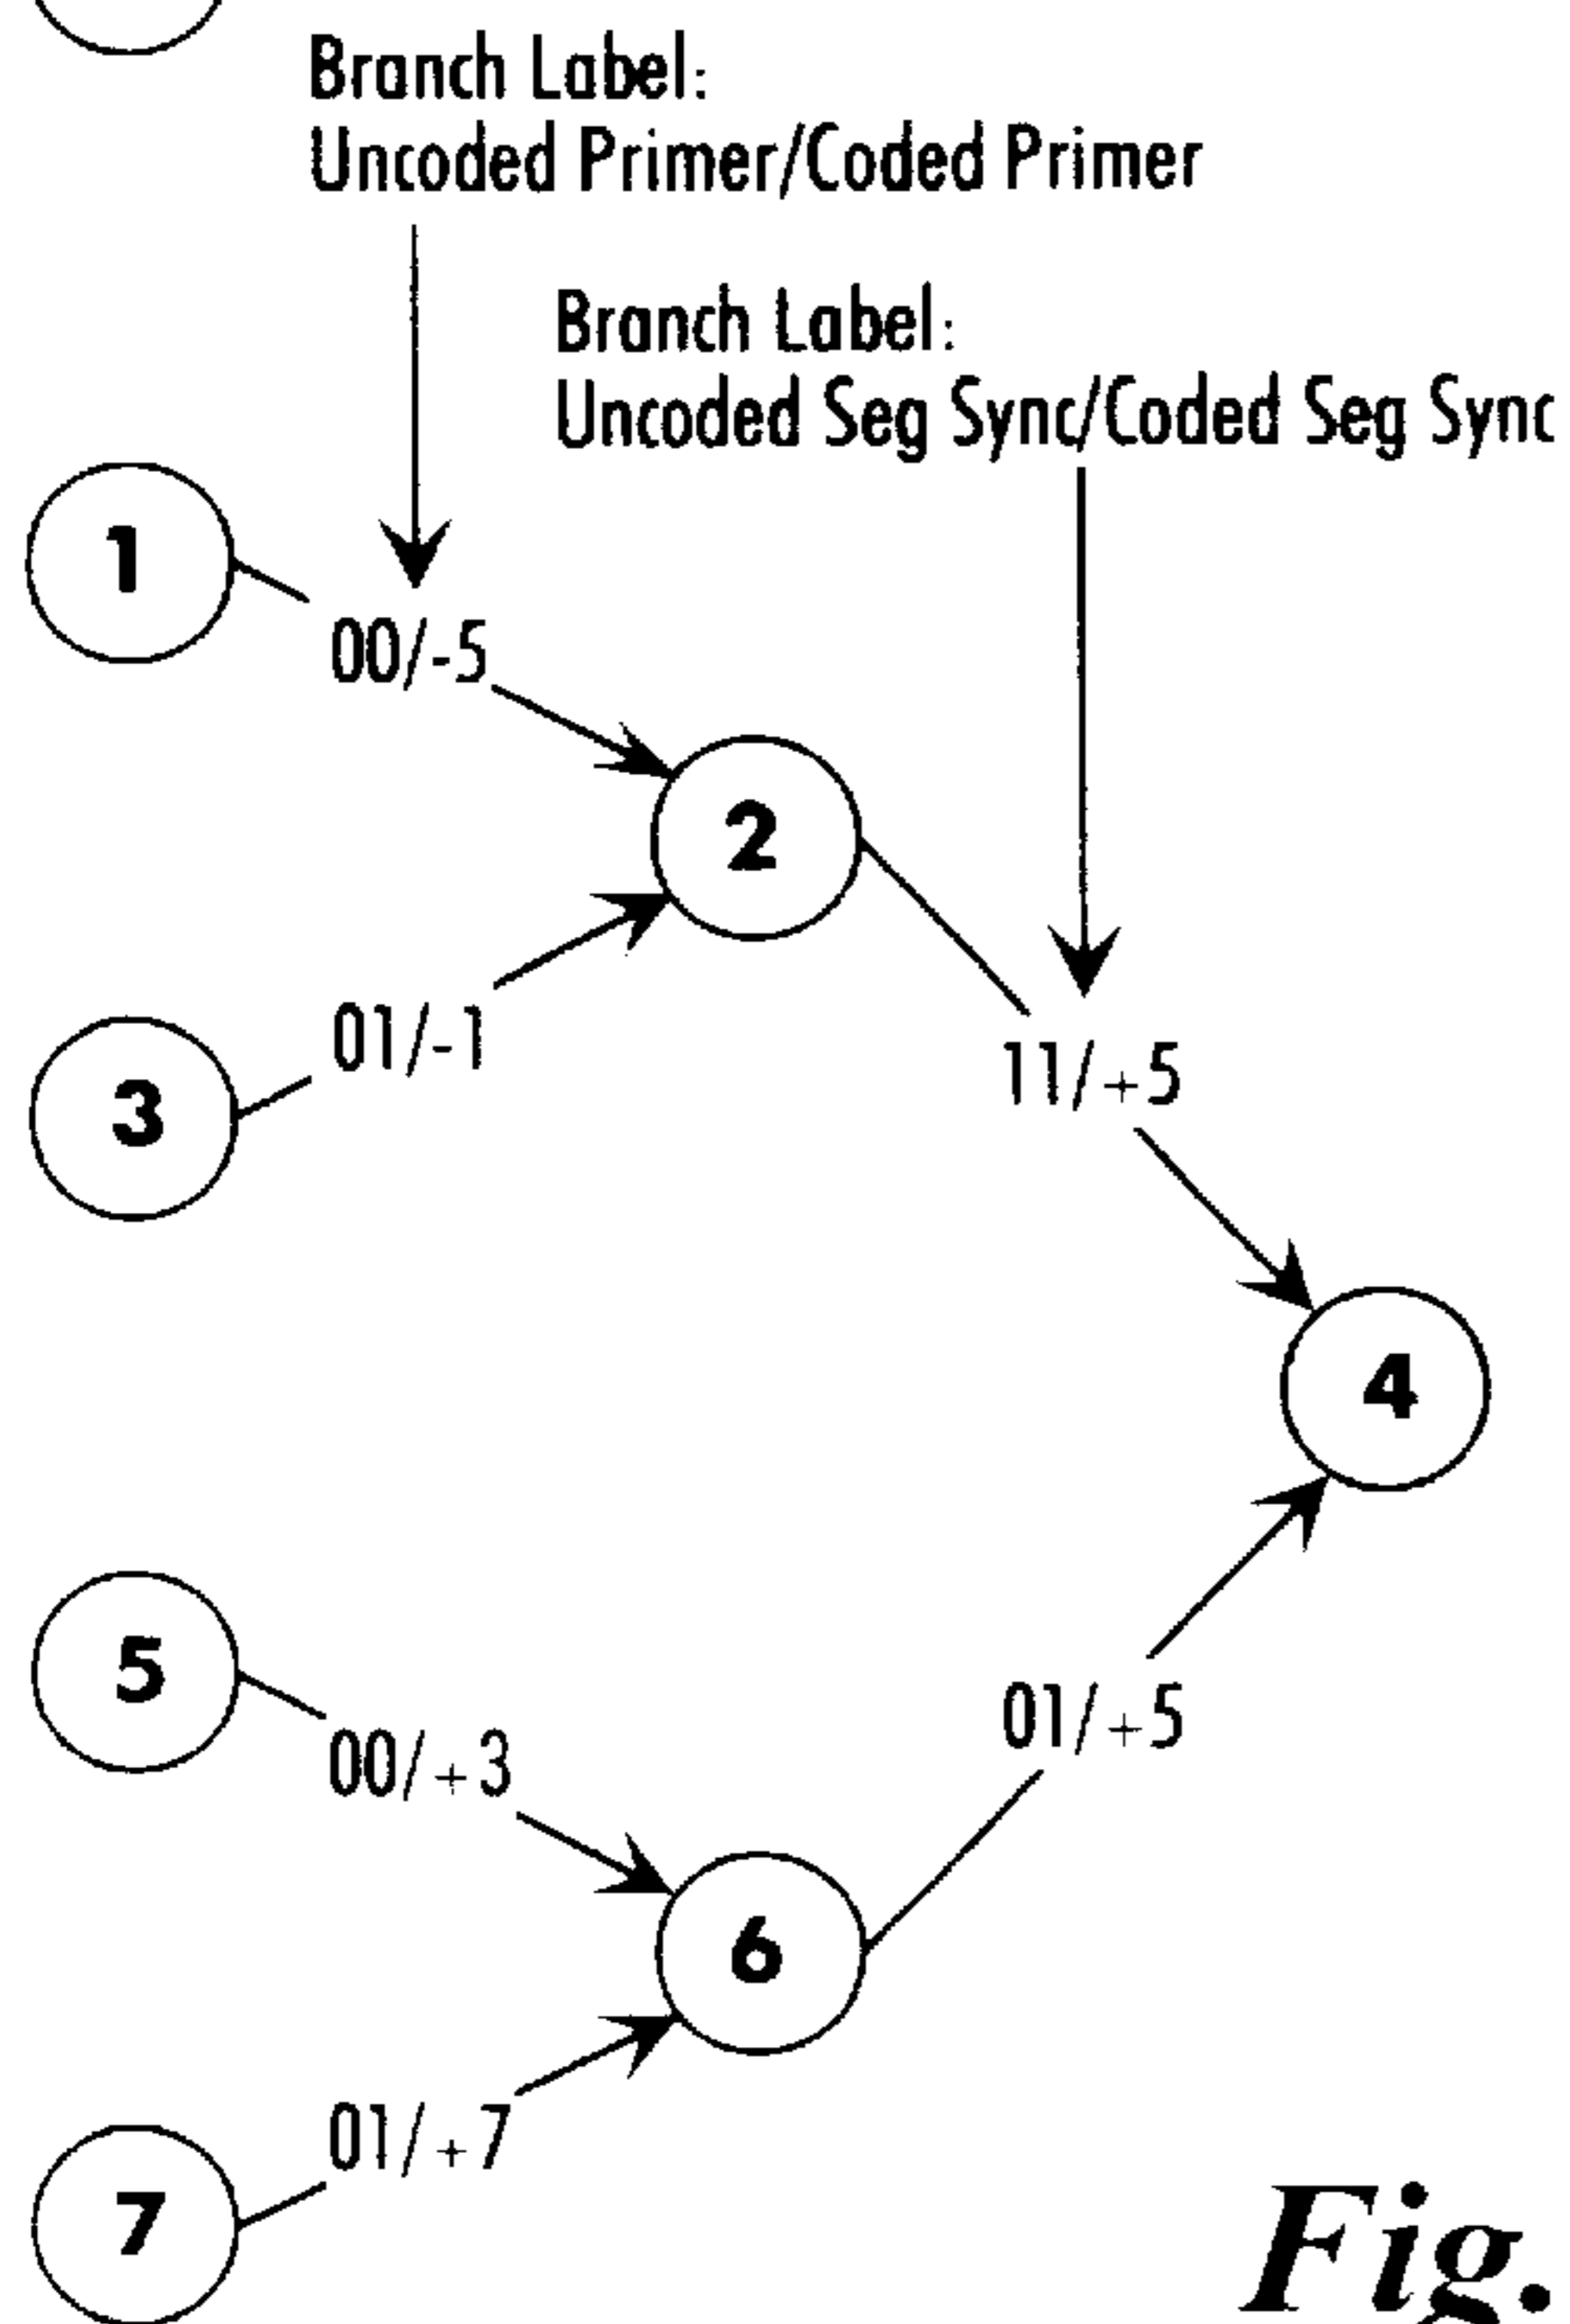 Branch Label:
Uncoded Primer/Coded Primer
Branch Label:
Uncoded Seg Sync/Coded Seg Sync
1
00/-5
2
01/-1
3
11/+5
4
5
01/+5
00/+3
6
01/+7
7
Fig.